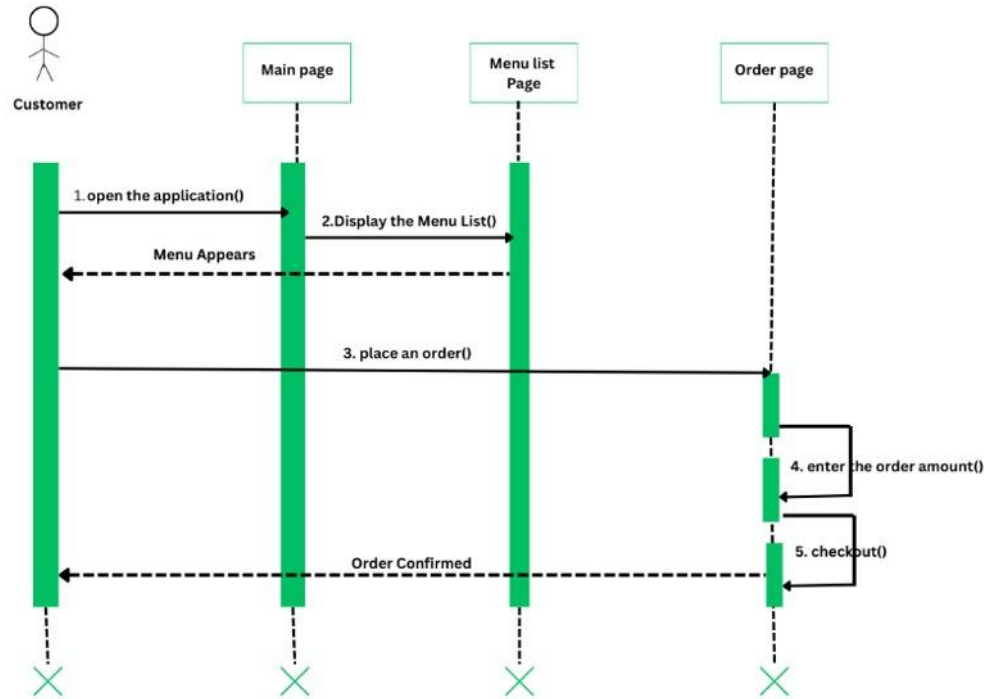 Customer
Main page
Menu list
Page
Order page
1. open the application()
2.Display the Menu List()
Menu Appears
3. place an order()
4. enter the order amount()
5. checkout()
Order Confirmed